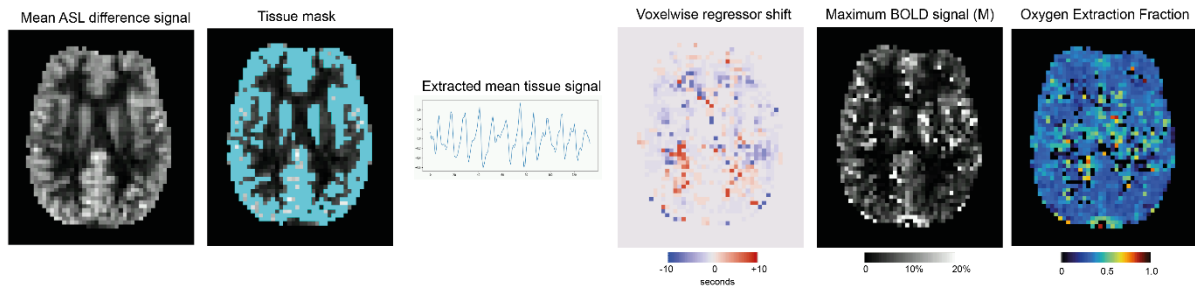 Mean ASL difference signal
Tissue mask
Extracted mean tissue signal
Voxelwise regressor shift
Maximum BOLD signal (M)
Oxygen Extraction Fraction
-10 0 +10
seconds
0 10% 20%
0 0.5 1.0